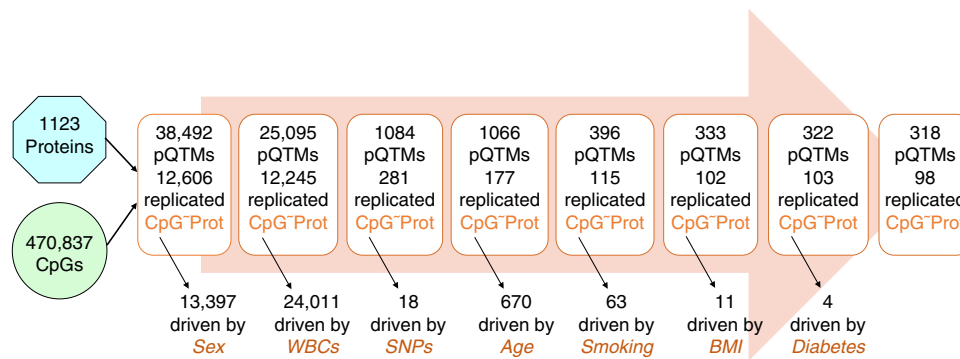 1123
Proteins
470,837
CpGs
38,492
pQTMs
12,606
replicated
CpG~Prot
25,095
pQTMs
12,245
replicated
CpG~Prot
1084
pQTMs
281
replicated
CpG~Prot
1066
pQTMs
177
replicated
CpG~Prot
396
pQTMs
115
replicated
CpG~Prot
333
pQTMs
102
replicated
CpG~Prot
322
pQTMs
103
replicated
CpG~Prot
318
pQTMs
98
replicated
CpG~Prot
13,397
driven by
Sex
24,011
driven by
WBCs
18
driven by
SNPs
670
driven by
Age
63
driven by
Smoking
11
driven by
BMI
4
driven by
Diabetes